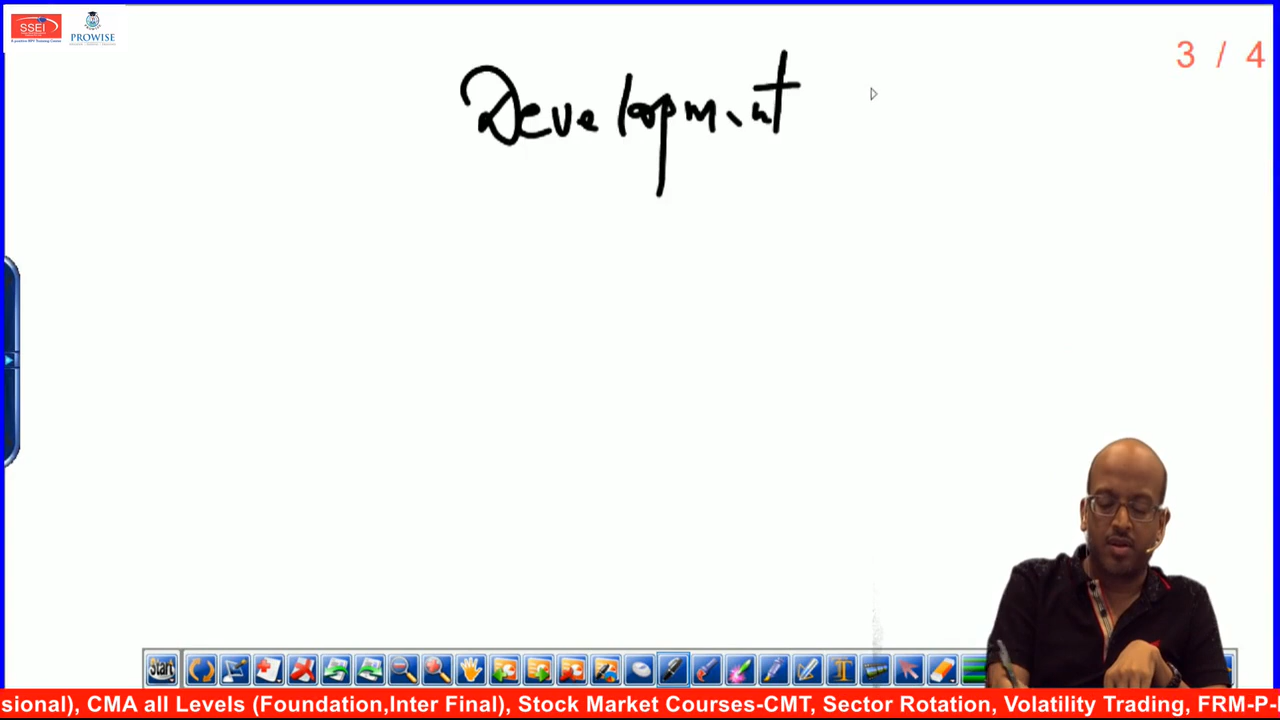 SSEI
PROWISE
3 / 4
Development
Start
T
sional), CMA all Levels (Foundation,Inter Final), Stock Market Courses-CMT, Sector Rotation, Volatility Trading, FRM-P-